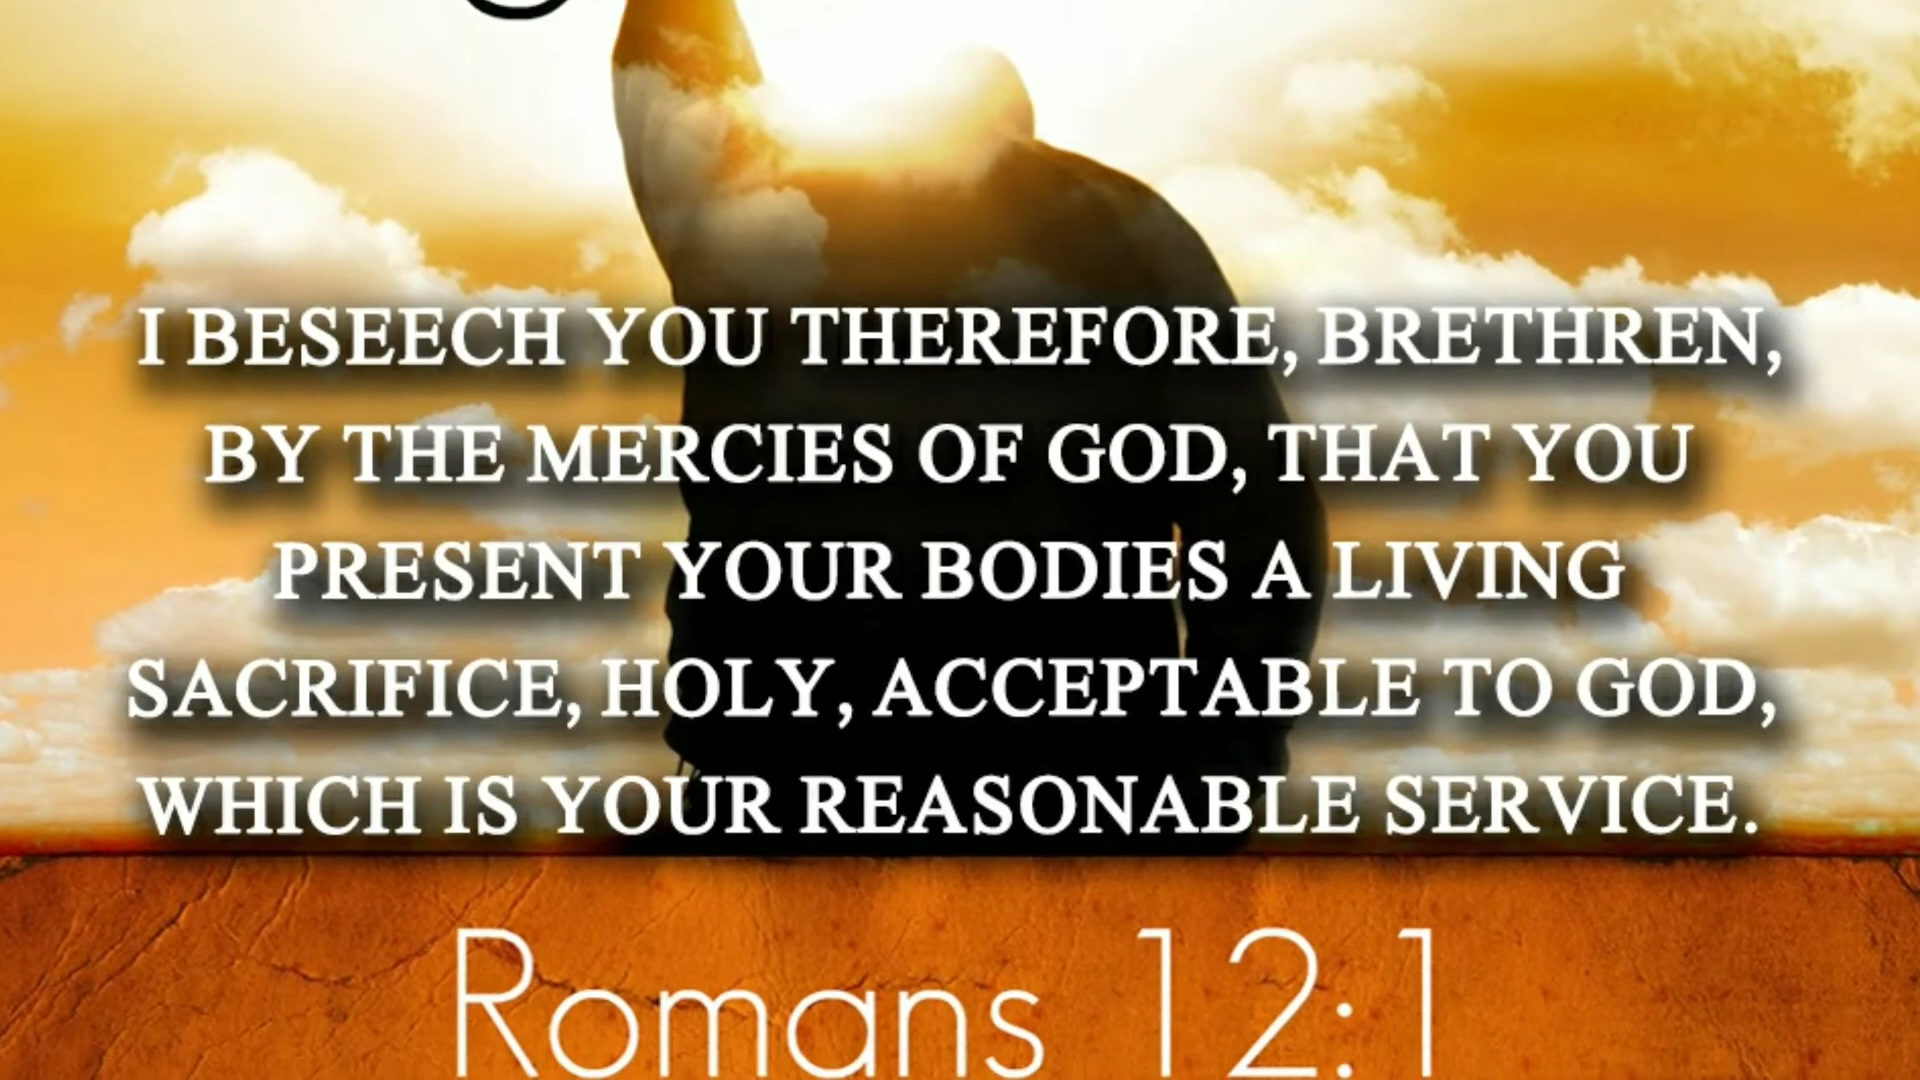 I BESEECH YOU THEREFORE, BRETHREN,
BY THE MERCIES OF GOD, THAT YOU
PRESENT YOUR BODIES A LIVING
SACRIFICE, HOLY, ACCEPTABLE TO GOD,
WHICH IS YOUR REASONABLE SERVICE.
Romans 12:1